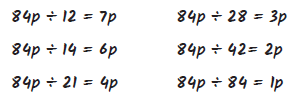 84p ÷ 12 = 7p
84p ÷ 14 = 6p
84p ÷ 21 = 4p
84p ÷ 28 = 3p
84p ÷ 42= 2p
84p ÷ 84 = 1p